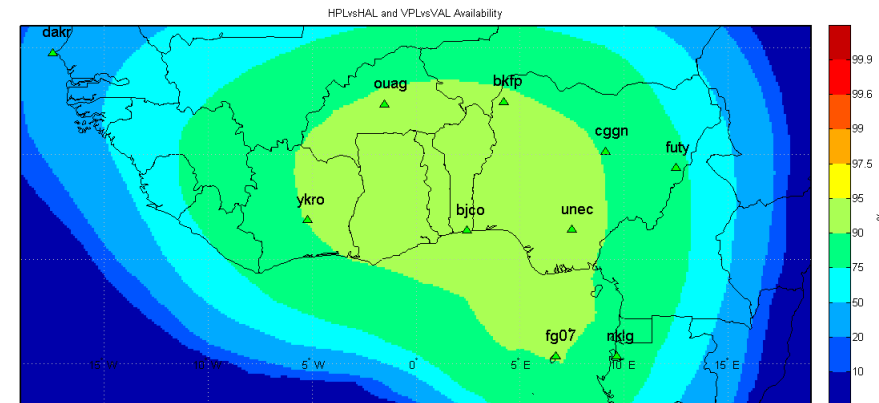 HPLvsHAL and VPLvsVAL Availability
dakr
ouag
bkfp
cggn
futy
ykro
bjco
unec
fg07
nklg
5° W
0°
5° E
10° E
15° E
99.9
99.6
99
97.5
95
90
75
50
20
10